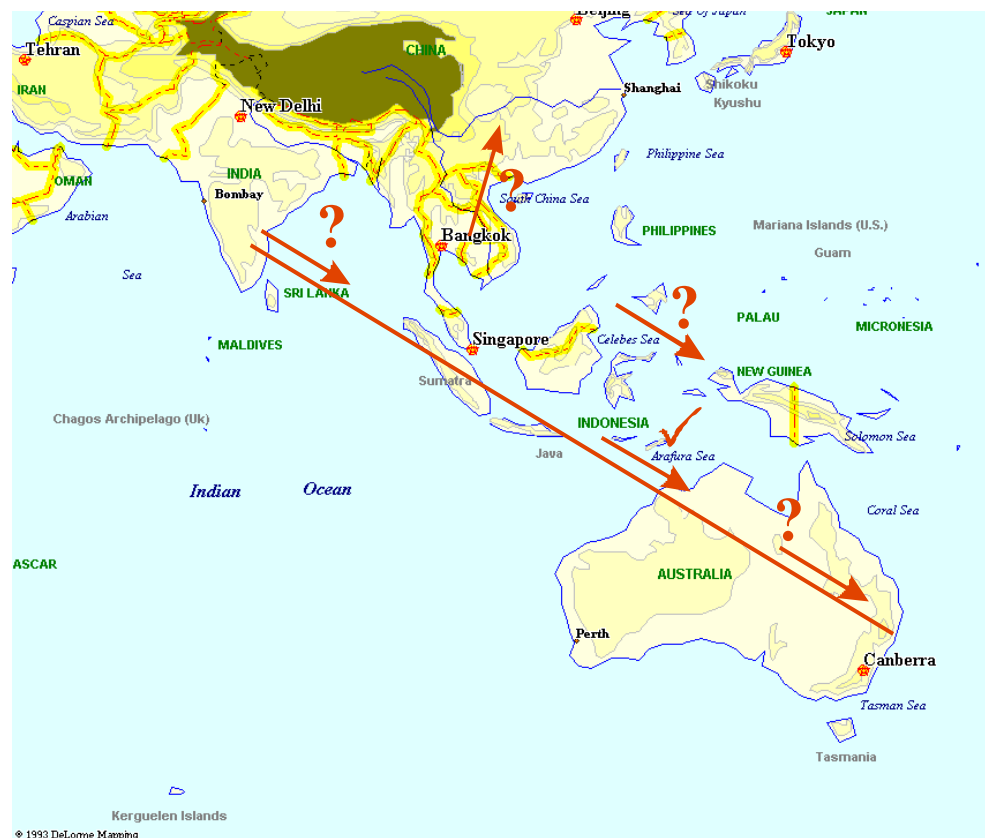 Caspian Sea
Beijing
Sea Of Japan
JAPAN
Tehran
CHINA
Tokyo
IRAN
Shanghai
Shikoku
Kyushu
New Delhi
INDIA
OMAN
Bombay
Arabian
Sea
Philippine Sea
?
South China Sea
?
Bangkok
PHILIPPINES
Mariana Islands (U.S.)
Guam
SRI LANKA
?
PALAU
MICRONESIA
MALDIVES
Singapore
Celebes Sea
Sumatra
NEW GUINEA
Chagos Archipelago (Uk)
INDONESIA
Java
Arafura Sea
Solomon Sea
Indian Ocean
?
Coral Sea
ASCAR
AUSTRALIA
Perth
Canberra
Tasman Sea
Tasmania
Kerguelen Islands
© 1993 DeLorme Mapping